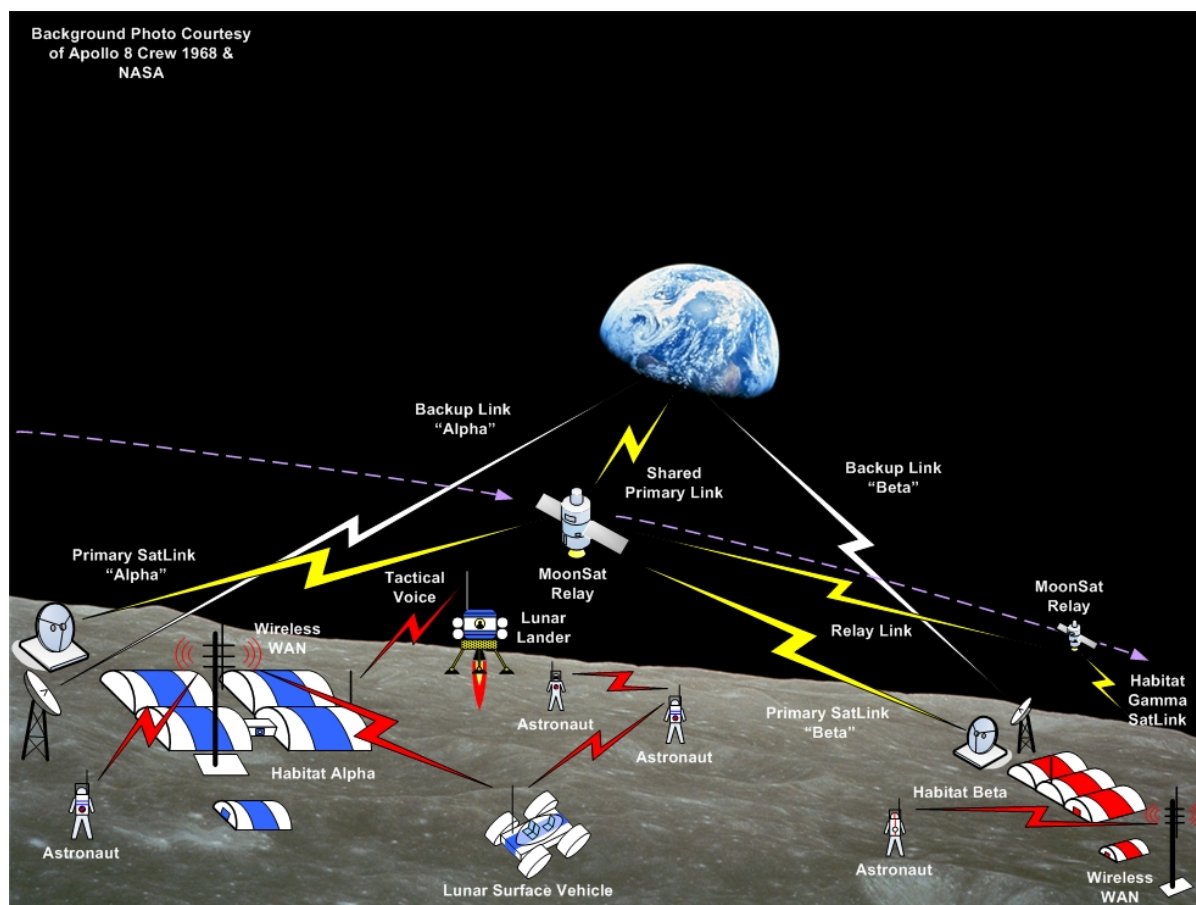 Background Photo Courtesy
of Apollo 8 Crew 1968 &
NASA
Backup Link
“Alpha”
Shared
Primary Link
Backup Link
“Beta”
Primary SatLink
“Alpha”
Tactical
Voice
MoonSat
Relay
MoonSat
Relay
Wireless
WAN
Lunar
Lander
Relay Link
Habitat
Gamma
SatLink
Astronaut
Primary SatLink
“Beta”
Astronaut
Habitat Alpha
Habitat Beta
Astronaut
Lunar Surface Vehicle
Astronaut
Wireless
WAN